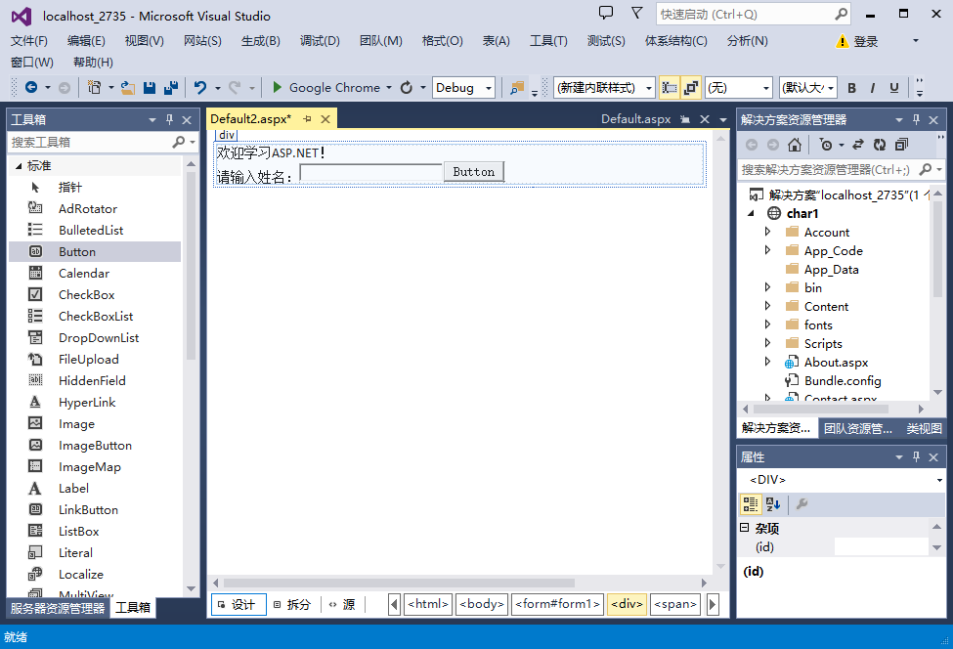 localhost_2735 - Microsoft Visual Studio
快速启动 (Ctrl+Q)
文件(F) 编辑(E) 视图(V) 网站(S) 生成(B) 调试(D) 团队(M) 格式(O) 表(A) 工具(T) 测试(S) 体系结构(C) 分析(N) 登录
窗口(W) 帮助(H)
Google Chrome Debug (新建内联样式) (无) (默认大 B I U
工具箱
搜索工具箱
标准
指针
AdRotator
BulletedList
Button
Calendar
CheckBox
CheckBoxList
DropDownList
FileUpload
HiddenField
HyperLink
Image
ImageButton
ImageMap
Label
LinkButton
ListBox
Literal
Localize
MultiView
服务器资源管理器 工具箱
Default2.aspx* Default.aspx
div
欢迎学习ASP.NET!
请输入姓名: Button
设计 拆分 源 <html> <body> <form#form1> <div> <span>
解决方案资源管理器
搜索解决方案资源管理器(Ctrl+;)
解决方案"localhost_2735"(1 个
char1
Account
App_Code
App_Data
bin
Content
fonts
Scripts
About.aspx
Bundle.config
Contact.aspx
解决方案资... 团队资源管... 类视图
属性
<DIV>
杂项
(id)
(id)
就绪